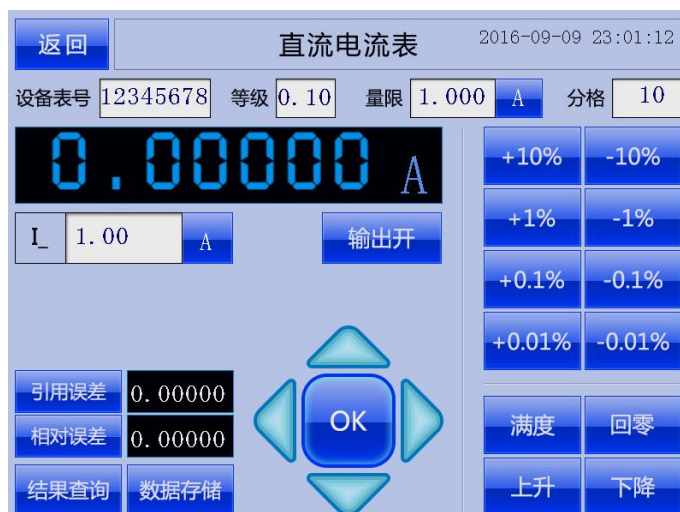 返回 直流电流表 2016-09-09 23:01:12
设备表号 12345678 等级 0.10 量限 1.000 A 分格 10
0.00000 A
+10% -10%
I_ 1.00 A 输出开
+1% -1%
+0.1% -0.1%
+0.01% -0.01%
引用误差 0.00000
相对误差 0.00000
OK
满度 回零
结果查询 数据存储
上升 下降